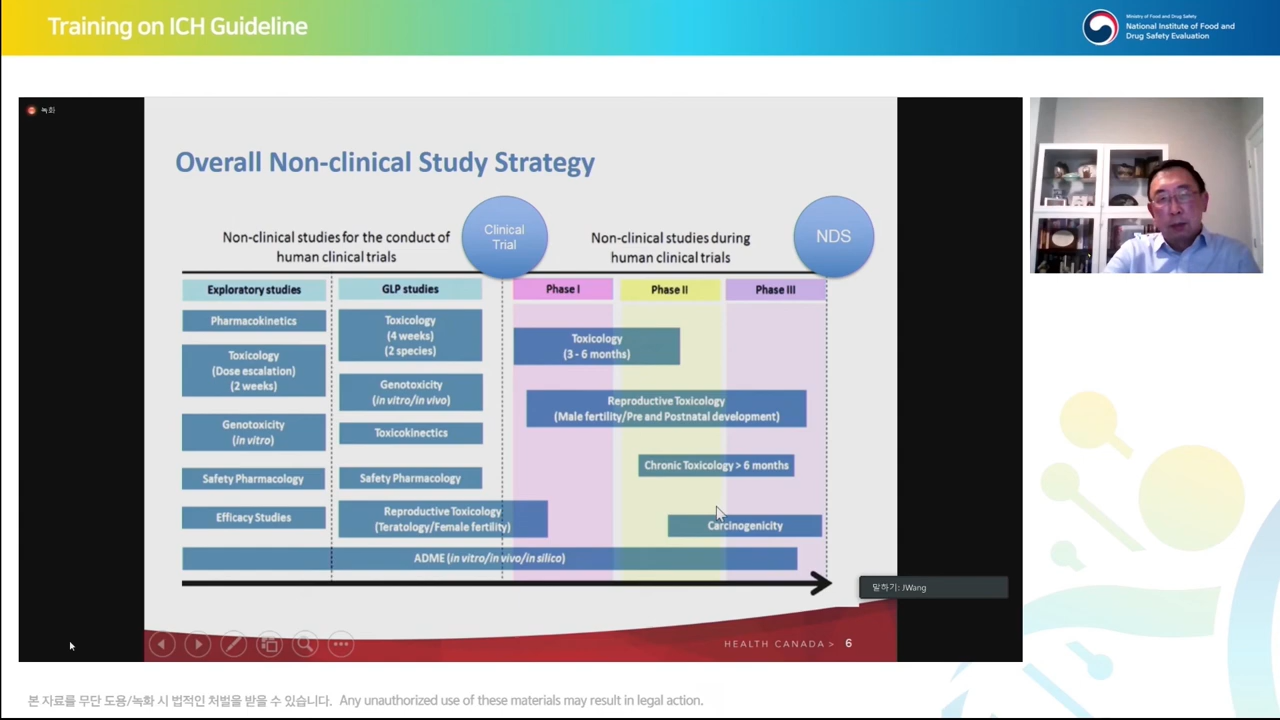 Training on ICH Guideline
Ministry of Food and Drug Safety
National Institute of Food and
Drug Safety Evaluation
녹화
Overall Non-clinical Study Strategy
Non-clinical studies for the conduct of
human clinical trials
Clinical
Trial
Non-clinical studies during
human clinical trials
NDS
Exploratory studies
GLP studies
Phase I
Phase II
Phase III
Pharmacokinetics
Toxicology
(Dose escalation)
(2 weeks)
Genotoxicity
(in vitro)
Safety Pharmacology
Efficacy Studies
Toxicology
(4 weeks)
(2 species)
Genotoxicity
(in vitro/in vivo)
Toxicokinectics
Safety Pharmacology
Reproductive Toxicology
(Teratology/Female fertility)
Toxicology
(3 - 6 months)
Reproductive Toxicology
(Male fertility/Pre and Postnatal development)
Chronic Toxicology > 6 months
Carcinogenicity
ADME (in vitro/in vivo/in silico)
말하기: JWang
HEALTH CANADA > 6
본 자료를 무단 도용/녹화 시 법적인 처벌을 받을 수 있습니다. Any unauthorized use of these materials may result in legal action.